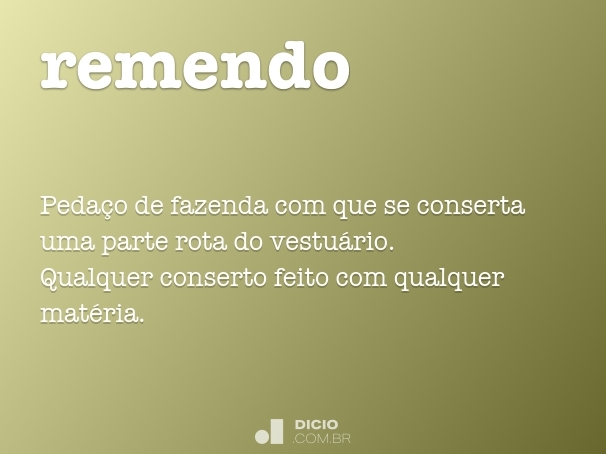 remendo
Pedaço de fazenda com que se conserta
uma parte rota do vestuário.
Qualquer conserto feito com qualquer
matéria.
DICIO
.COM.BR